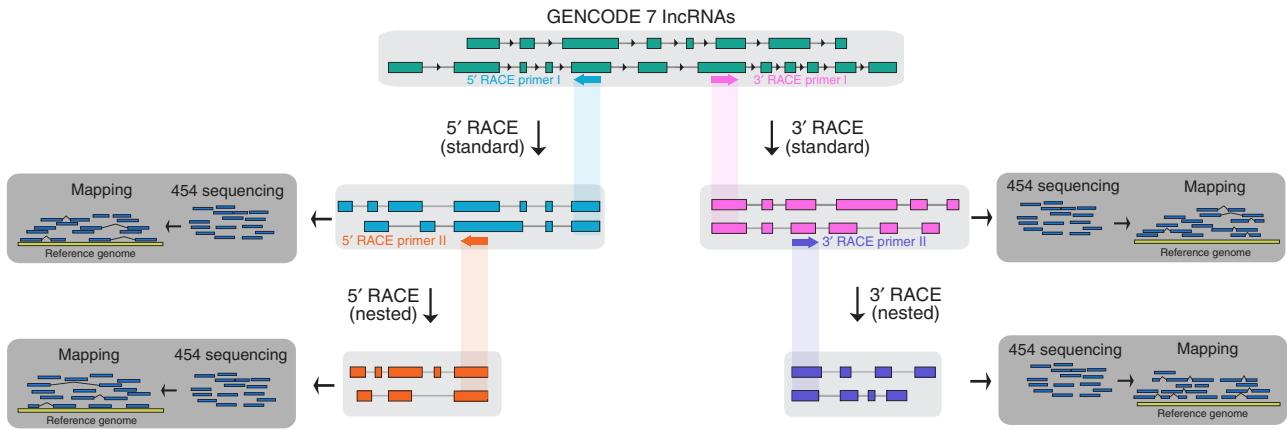 GENCODE 7 lncRNAs
5′ RACE primer I
3′ RACE primer I
5′ RACE
(standard)
3′ RACE
(standard)
Mapping
454 sequencing
Reference genome
5′ RACE primer II
3′ RACE primer II
454 sequencing
Mapping
Reference genome
5′ RACE
(nested)
3′ RACE
(nested)
Mapping
454 sequencing
Reference genome
454 sequencing
Mapping
Reference genome